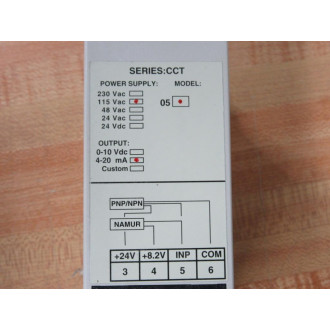 SERIES:CCT
POWER SUPPLY: MODEL:
230 Vac
115 Vac 05
48 Vac
24 Vac
24 Vdc
OUTPUT:
0-10 Vdc
4-20 mA
Custom
PNP/NPN
NAMUR
+24V +8.2V INP COM
3 4 5 6